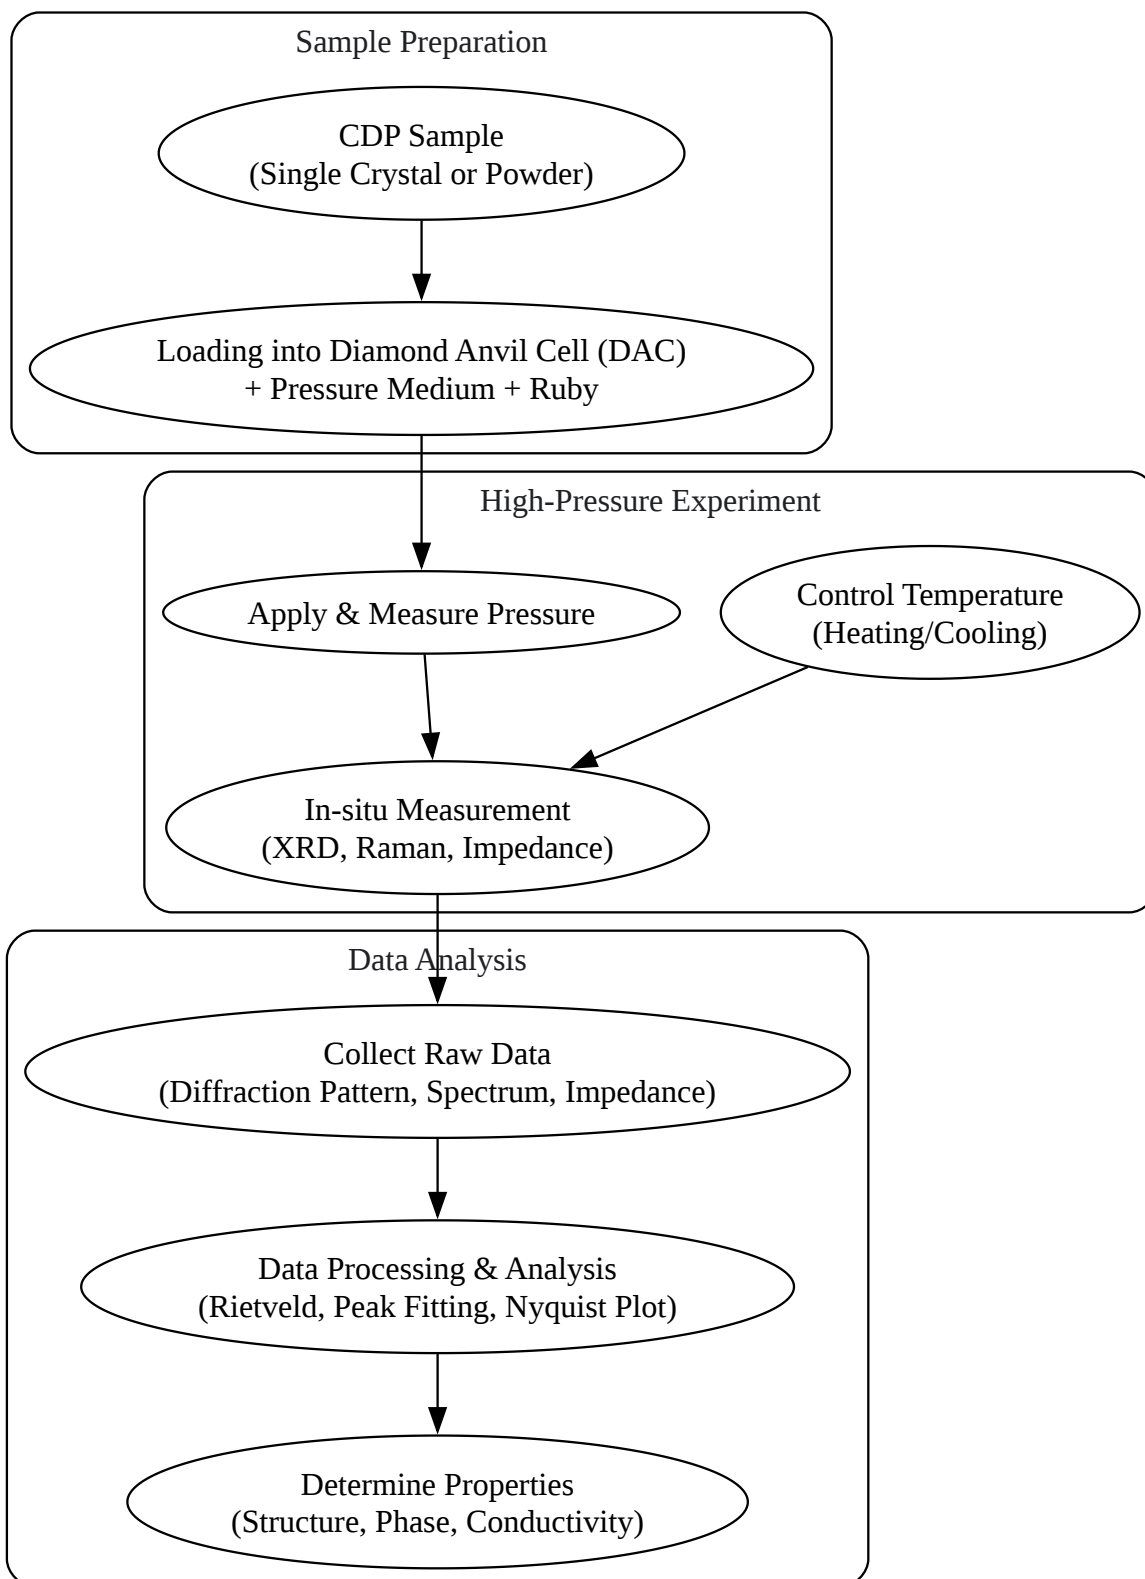 Sample Preparation
CDP Sample
(Single Crystal or Powder)
Loading into Diamond Anvil Cell (DAC)
+ Pressure Medium + Ruby
High-Pressure Experiment
Apply & Measure Pressure
Control Temperature
(Heating/Cooling)
In-situ Measurement
(XRD, Raman, Impedance)
Data Analysis
Collect Raw Data
(Diffraction Pattern, Spectrum, Impedance)
Data Processing & Analysis
(Rietveld, Peak Fitting, Nyquist Plot)
Determine Properties
(Structure, Phase, Conductivity)